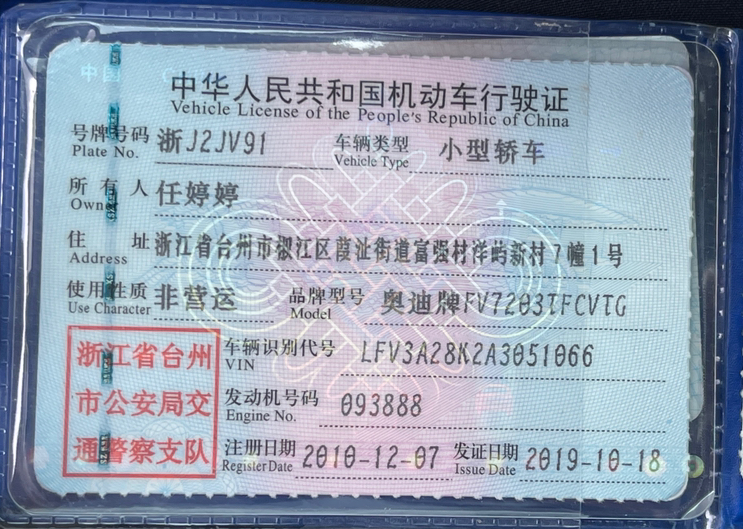 中华人民共和国机动车行驶证
Vehicle License of the People's Republic of China
号牌号码 浙J2JV91 车辆类型 小型轿车
Plate No. Vehicle Type
所有人 任婷婷
Owner
住址 浙江省台州市椒江区葭沚街道富强村洋屿新村7幢1号
Address
使用性质 非营运 品牌型号 奥迪牌FV7203TFCVTG
Use Character Model
浙江省台州 车辆识别代号 LFV3A28K2A3051066
VIN
市公安局交 发动机号码 093888
Engine No.
通警察支队 注册日期 2010-12-07 发证日期 2019-10-18
Register Date Issue Date